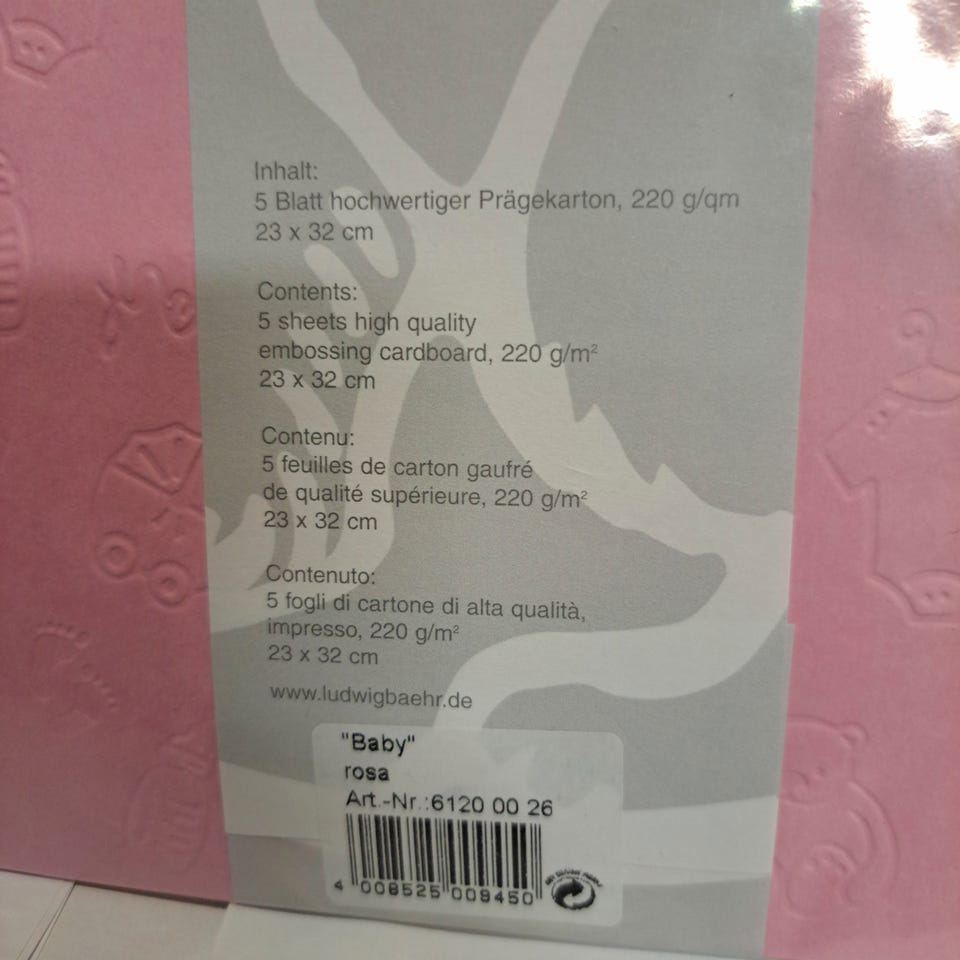 Inhalt:
5 Blatt hochwertiger Prägekarton, 220 g/qm
23 x 32 cm
Contents:
5 sheets high quality
embossing cardboard, 220 g/m²
23 x 32 cm
Contenu:
5 feuilles de carton gaufré
de qualité supérieure, 220 g/m²
23 x 32 cm
Contenuto:
5 fogli di cartone di alta qualità,
impresso, 220 g/m²
23 x 32 cm
www.ludwigbaehr.de
"Baby"
rosa
Art.-Nr.:6120 00 26
4 008525 009450